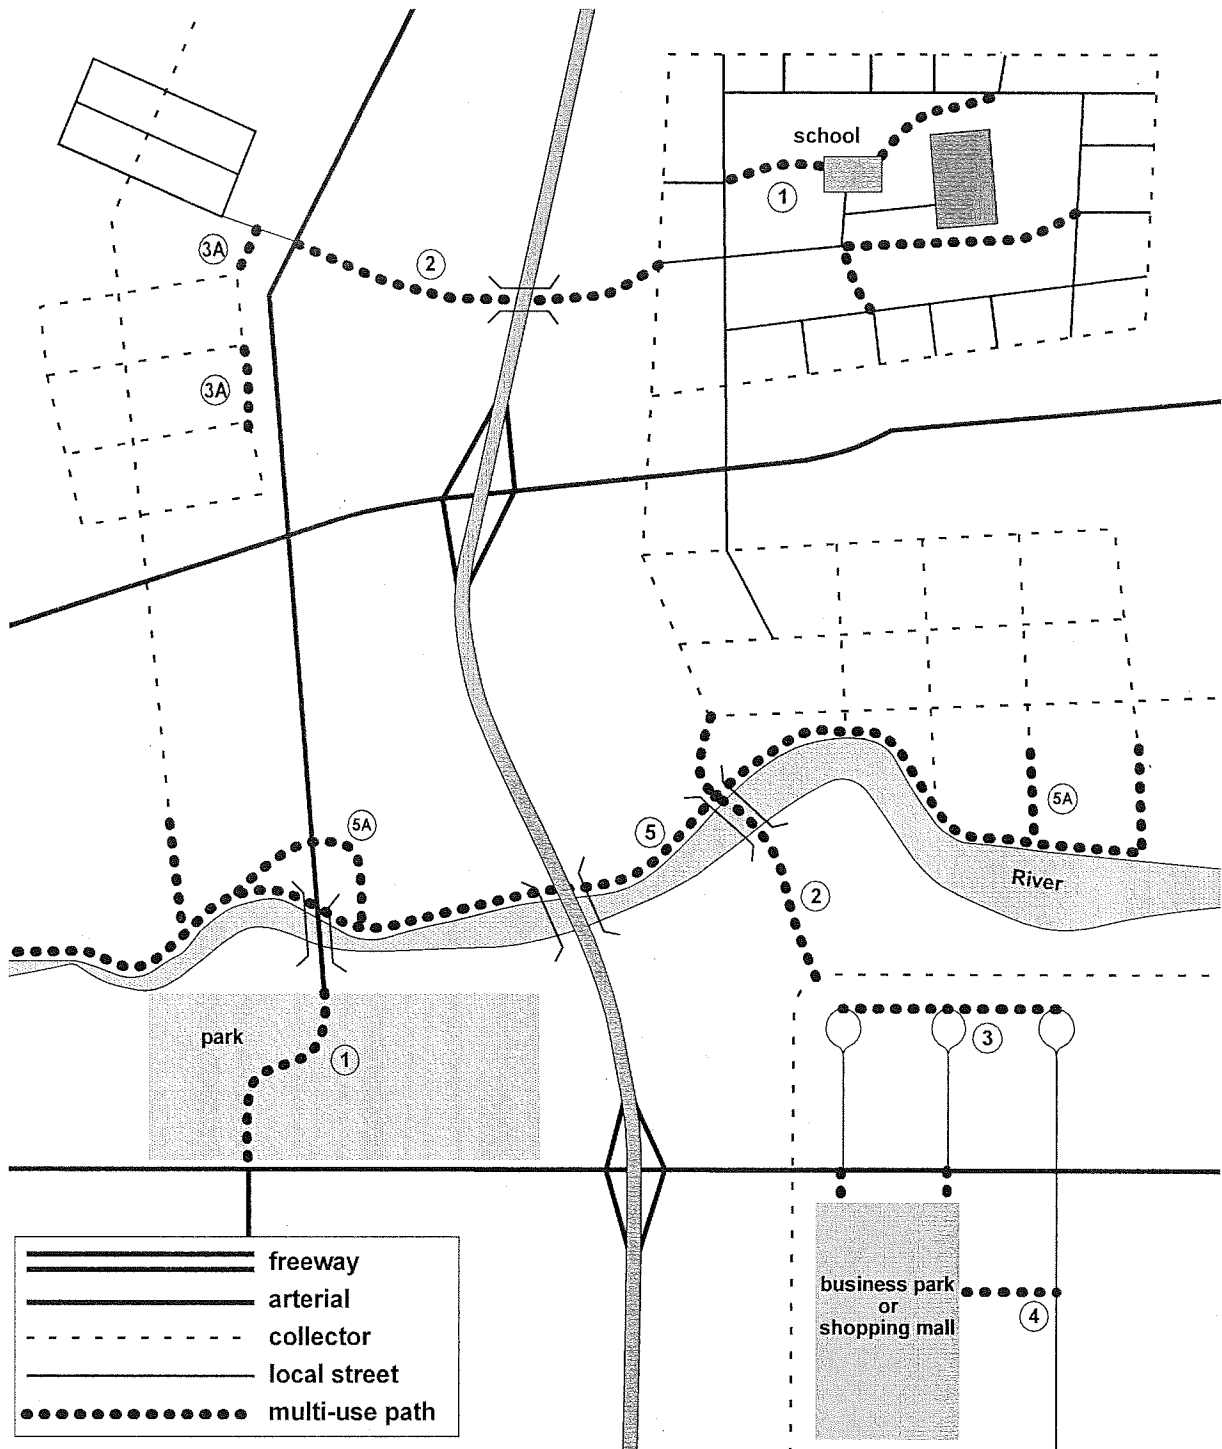 school
1
3A
2
3A
5A
5
5A
River
2
park
3
1
business park
or
shopping mall
4
freeway
arterial
collector
local street
multi-use path